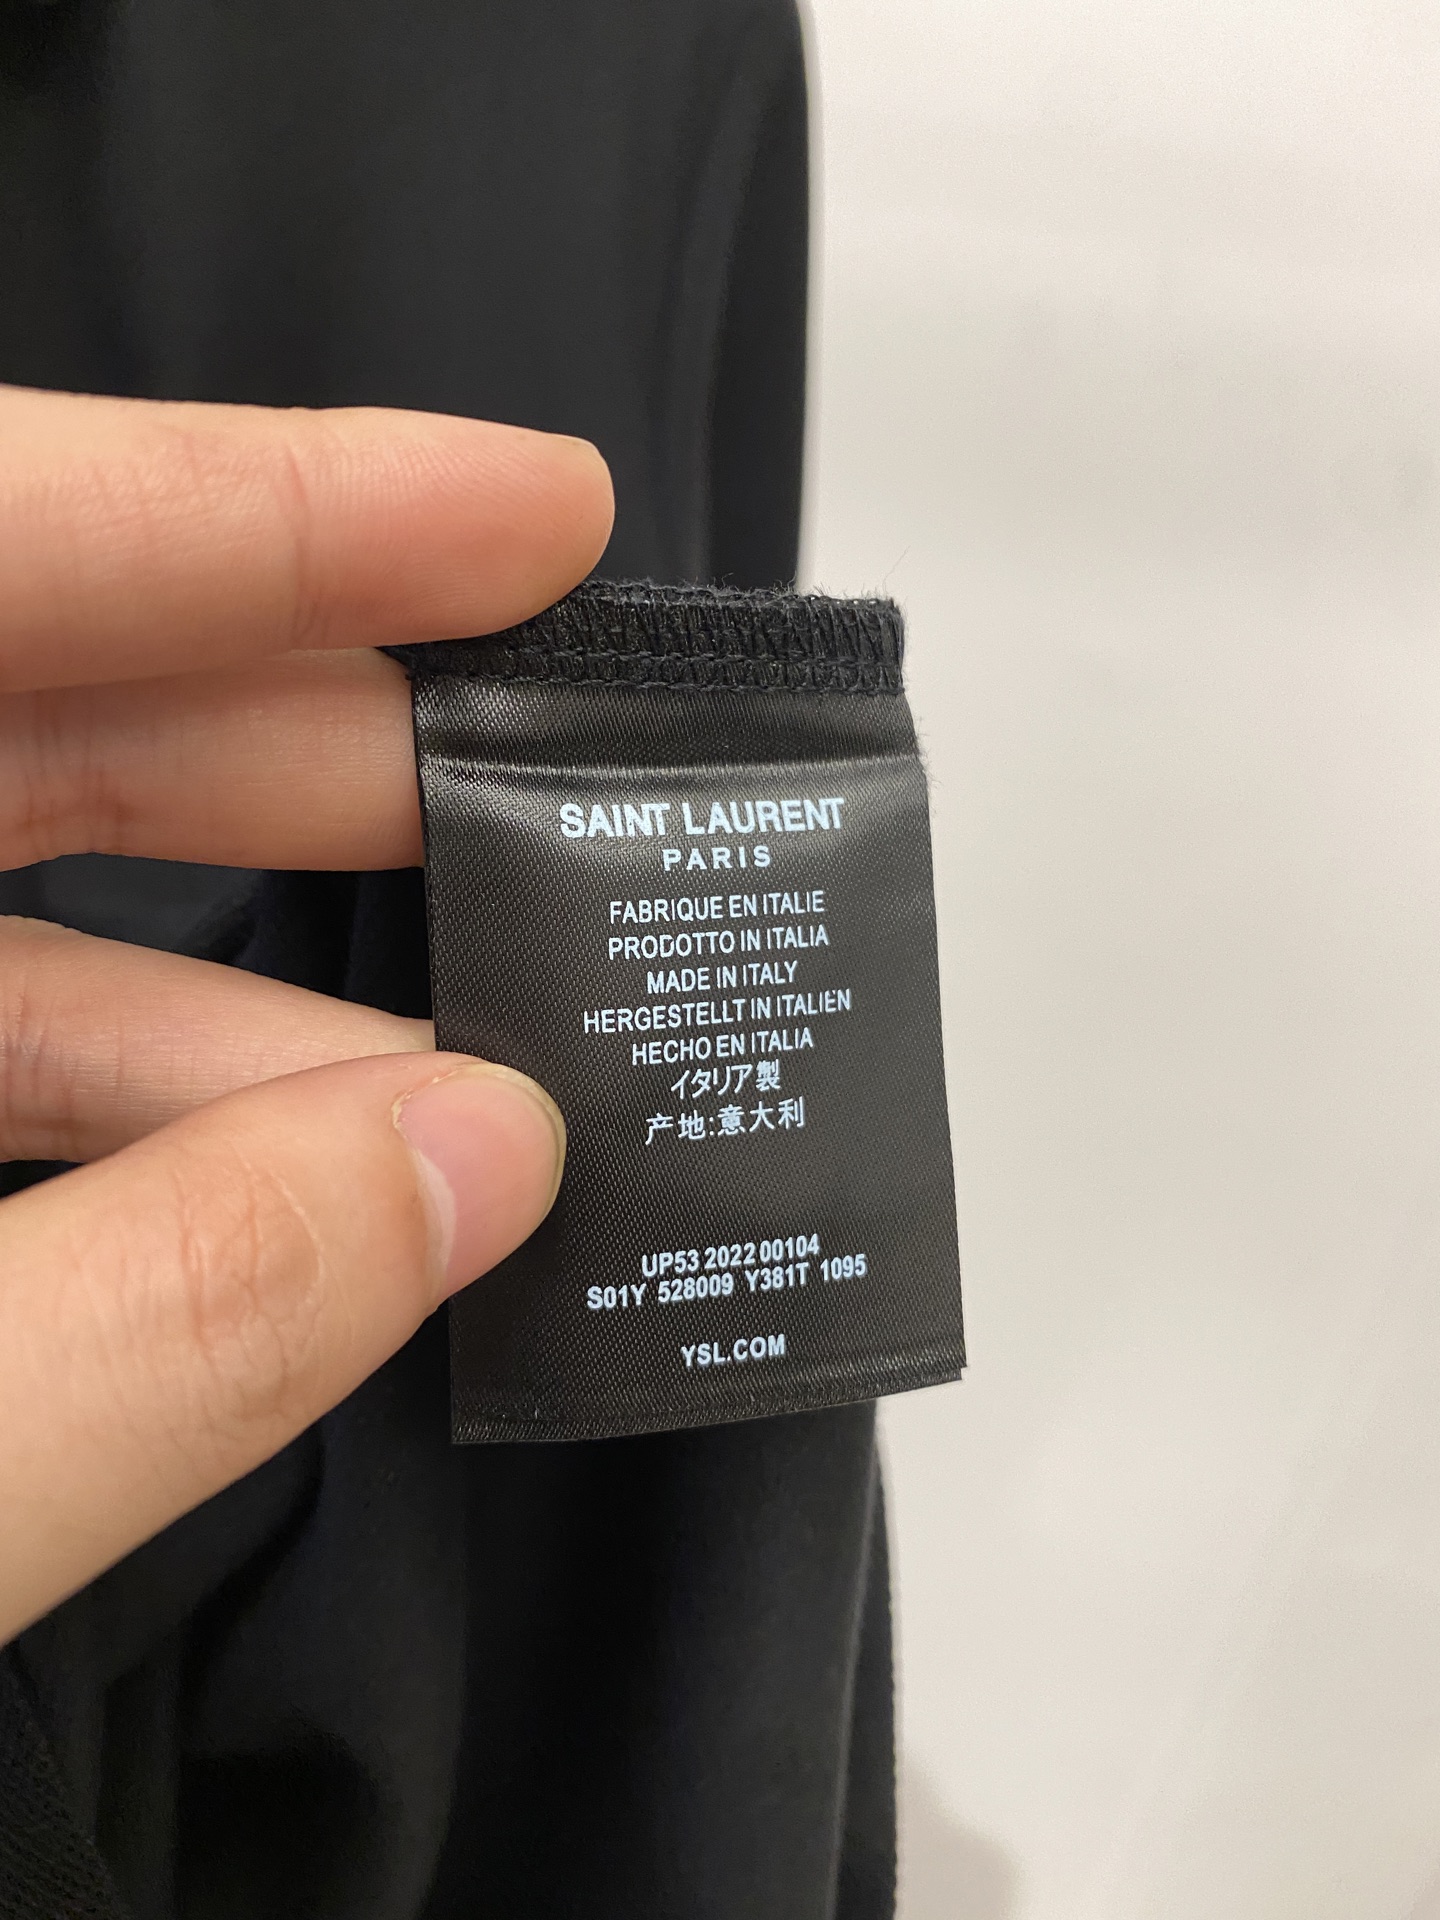 SAINT LAURENT
PARIS
FABRIQUE EN ITALIE
PRODOTTO IN ITALIA
MADE IN ITALY
HERGESTELLT IN ITALIEN
HECHO EN ITALIA
イタリア製
产地:意大利
UP53 2022 00104
S01Y 528009 Y381T 1095
YSL.COM